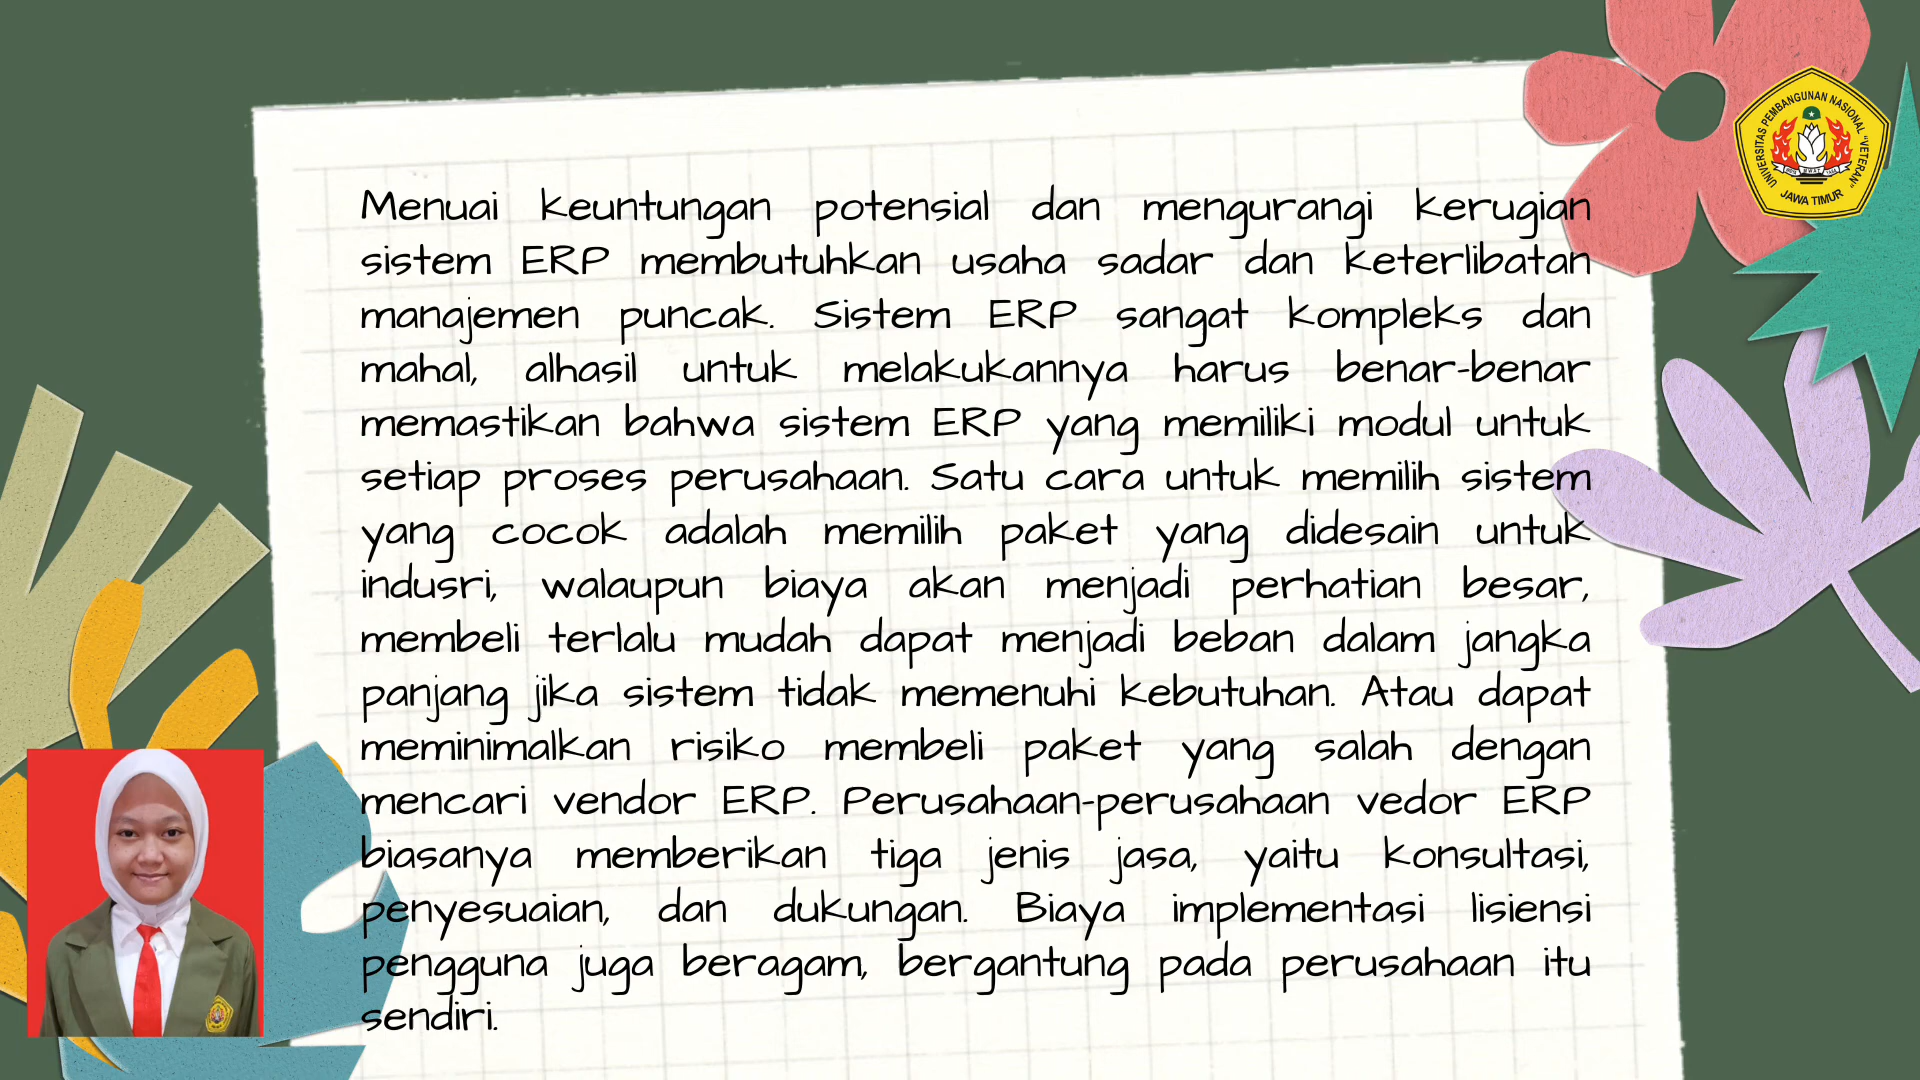 Menuai keuntungan potensial dan mengurangi kerugian
sistem ERP membutuhkan usaha sadar dan keterlibatan
manajemen puncak. Sistem ERP sangat kompleks dan
mahal, alhasil untuk melakukannya harus benar-benar
memastikan bahwa sistem ERP yang memiliki modul untuk
setiap proses perusahaan. Satu cara untuk memilih sistem
yang cocok adalah memilih paket yang didesain untuk
indusri, walaupun biaya akan menjadi perhatian besar,
membeli terlalu mudah dapat menjadi beban dalam jangka
panjang jika sistem tidak memenuhi kebutuhan. Atau dapat
meminimalkan risiko membeli paket yang salah dengan
mencari vendor ERP. Perusahaan-perusahaan vedor ERP
biasanya memberikan tiga jenis jasa, yaitu konsultasi,
penyesuaian, dan dukungan. Biaya implementasi lisiensi
pengguna juga beragam, bergantung pada perusahaan itu
sendiri.
UNIVERSITAS PEMBANGUNAN NASIONAL "VETERAN"
JAWA TIMUR